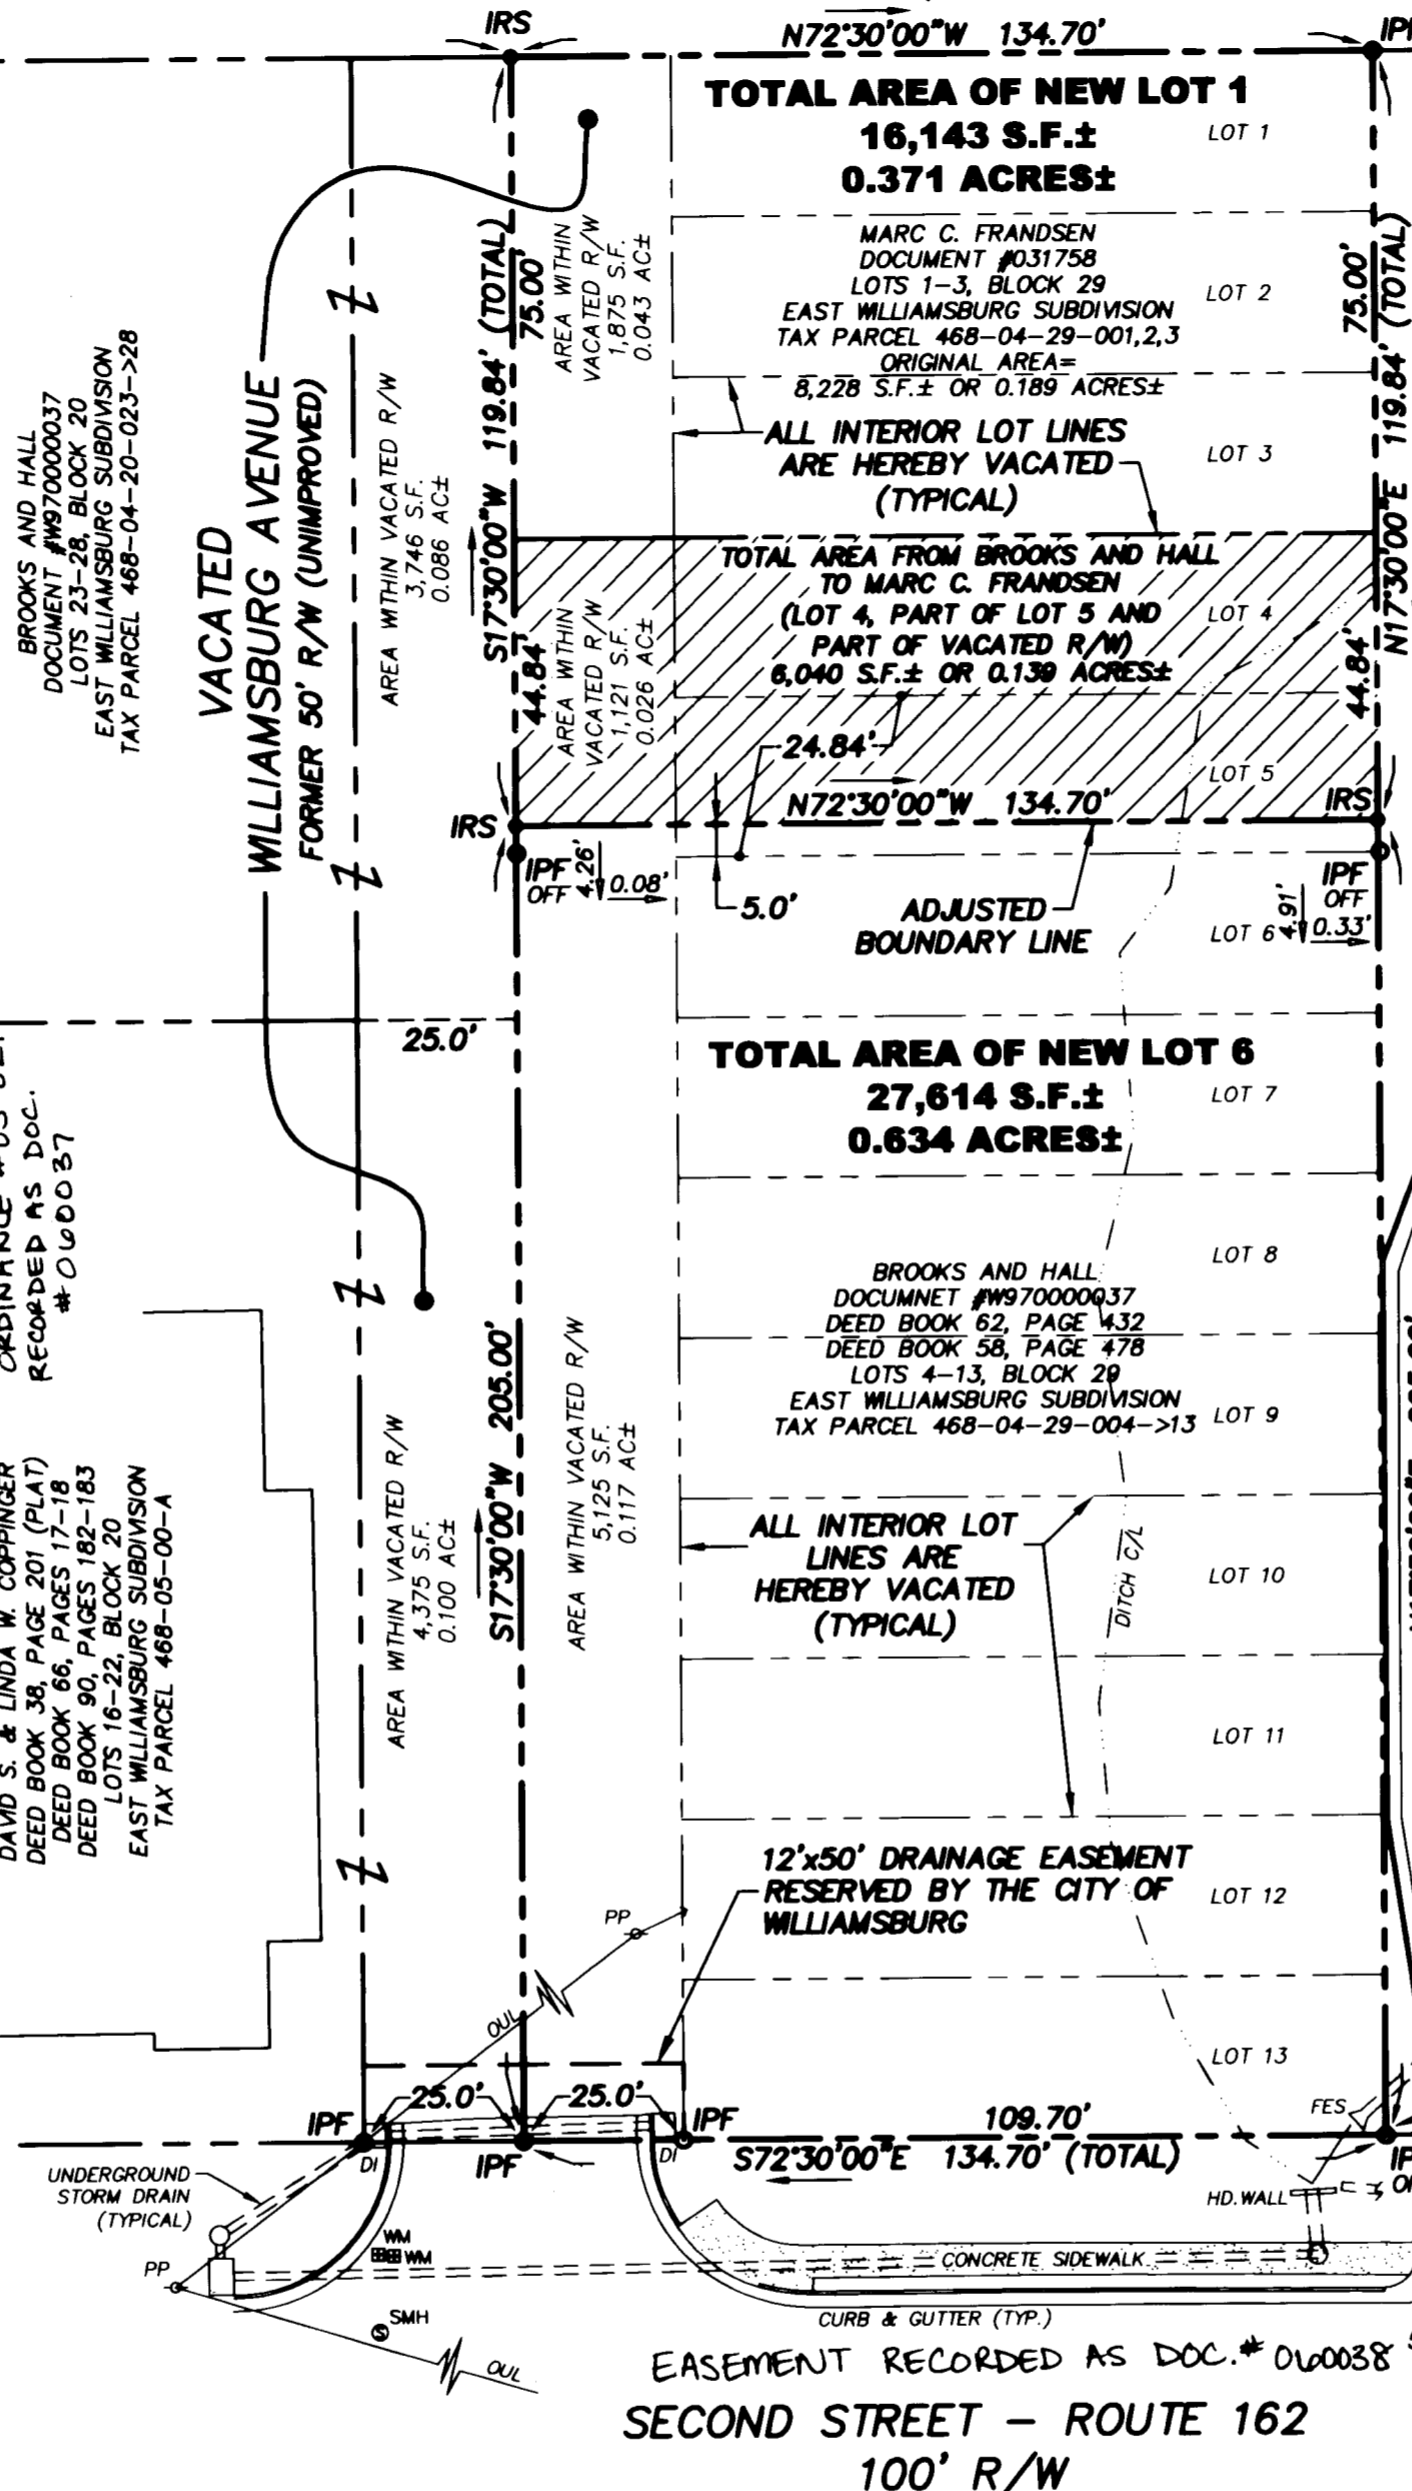 IRS
N72°30'00"W 134.70'
TOTAL AREA OF NEW LOT 1
16,143 S.F.±
0.371 ACRES±
LOT 1
MARC C. FRANDSEN
DOCUMENT #031758
LOTS 1-3, BLOCK 29
EAST WILLIAMSBURG SUBDIVISION
TAX PARCEL 468-04-29-001,2,3
ORIGINAL AREA=
8,228 S.F.± OR 0.189 ACRES±
LOT 2
ALL INTERIOR LOT LINES
ARE HEREBY VACATED
(TYPICAL)
LOT 3
S17°30'00"W 119.84' (TOTAL)
75.00'
AREA WITHIN
VACATED R/W
1,875 S.F.
0.043 AC±
75.00'
N17°30'00"E 119.84' (TOTAL)
BROOKS AND HALL
DOCUMENT #W970000037
LOTS 23-28, BLOCK 20
EAST WILLIAMSBURG SUBDIVISION
TAX PARCEL 468-04-20-023->28
VACATED
WILLIAMSBURG AVENUE
FORMER 50' R/W (UNIMPROVED)
AREA WITHIN VACATED R/W
3,746 S.F.
0.086 AC±
TOTAL AREA FROM BROOKS AND HALL
TO MARC C. FRANDSEN
(LOT 4, PART OF LOT 5 AND
PART OF VACATED R/W)
6,040 S.F.± OR 0.139 ACRES±
LOT 4
44.84'
AREA WITHIN
VACATED R/W
1,121 S.F.
0.026 AC±
44.84'
24.84'
LOT 5
N72°30'00"W 134.70'
IRS
IRS
IPF
OFF
4.26'
0.08'
5.0'
ADJUSTED
BOUNDARY LINE
IPF
OFF
4.91'
0.33'
LOT 6
25.0'
TOTAL AREA OF NEW LOT 6
27,614 S.F.±
0.634 ACRES±
LOT 7
RECORDED AS DOC.
#060037
LOT 8
BROOKS AND HALL
DOCUMNET #W970000037
DEED BOOK 62, PAGE 432
DEED BOOK 58, PAGE 478
LOTS 4-13, BLOCK 29
EAST WILLIAMSBURG SUBDIVISION
TAX PARCEL 468-04-29-004->13
LOT 9
DAVID S. & LINDA W. COPPINGER
DEED BOOK 38, PAGE 201 (PLAT)
DEED BOOK 66, PAGES 17-18
DEED BOOK 90, PAGES 182-183
LOTS 16-22, BLOCK 20
EAST WILLIAMSBURG SUBDIVISION
TAX PARCEL 468-05-00-A
AREA WITHIN VACATED R/W
4,375 S.F.
0.100 AC±
S17°30'00"W 205.00'
AREA WITHIN VACATED R/W
5,125 S.F.
0.117 AC±
ALL INTERIOR LOT
LINES ARE
HEREBY VACATED
(TYPICAL)
DITCH C/L
LOT 10
LOT 11
12'x50' DRAINAGE EASEMENT
RESERVED BY THE CITY OF
WILLIAMSBURG
LOT 12
PP
OUL
LOT 13
25.0'
25.0'
IPF
IPF
IPF
DI
DI
109.70'
S72°30'00"E 134.70' (TOTAL)
FES
HD. WALL
UNDERGROUND
STORM DRAIN
(TYPICAL)
PP
WM
WM
CONCRETE SIDEWALK
SMH
CURB & GUTTER (TYP.)
OUL
EASEMENT RECORDED AS DOC.# 060038
SECOND STREET - ROUTE 162
100' R/W